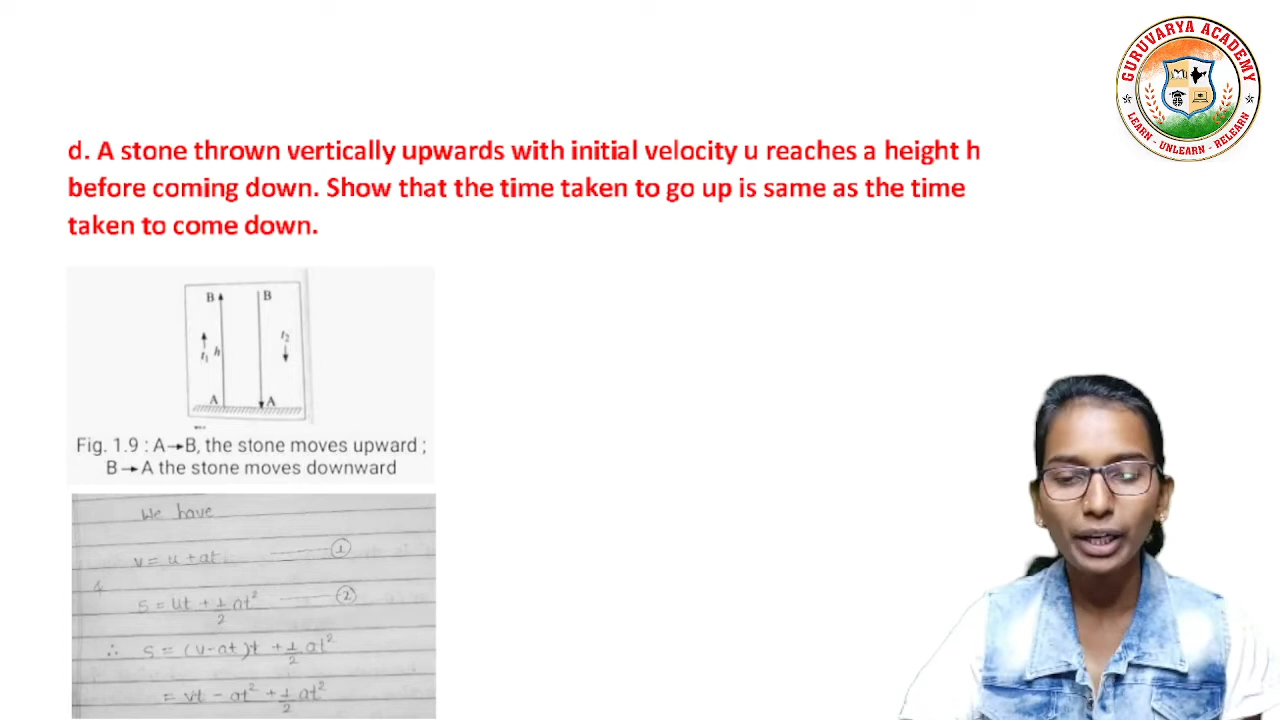 GURUVARYA ACADEMY
LEARN - UNLEARN - RELEARN
d. A stone thrown vertically upwards with initial velocity u reaches a height h
before coming down. Show that the time taken to go up is same as the time
taken to come down.
B B
t₁ h t₂
A A
Fig. 1.9 : A→B, the stone moves upward ;
B→A the stone moves downward
We have
v = u + at ——— ①
s = ut + 1/2 at² ——— ②
∴ s = (v-at)t + 1/2 at²
= vt - at² + 1/2 at²